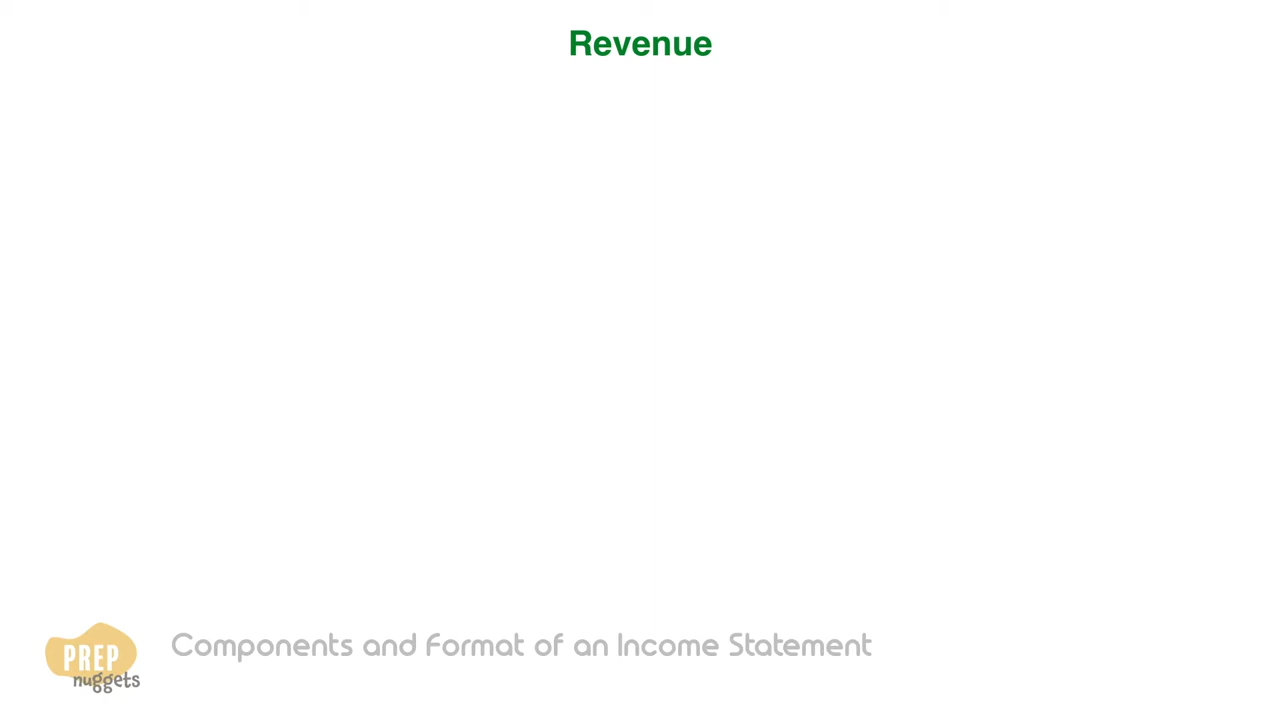 Revenue
Components and Format of an Income Statement
PREP
nuggets